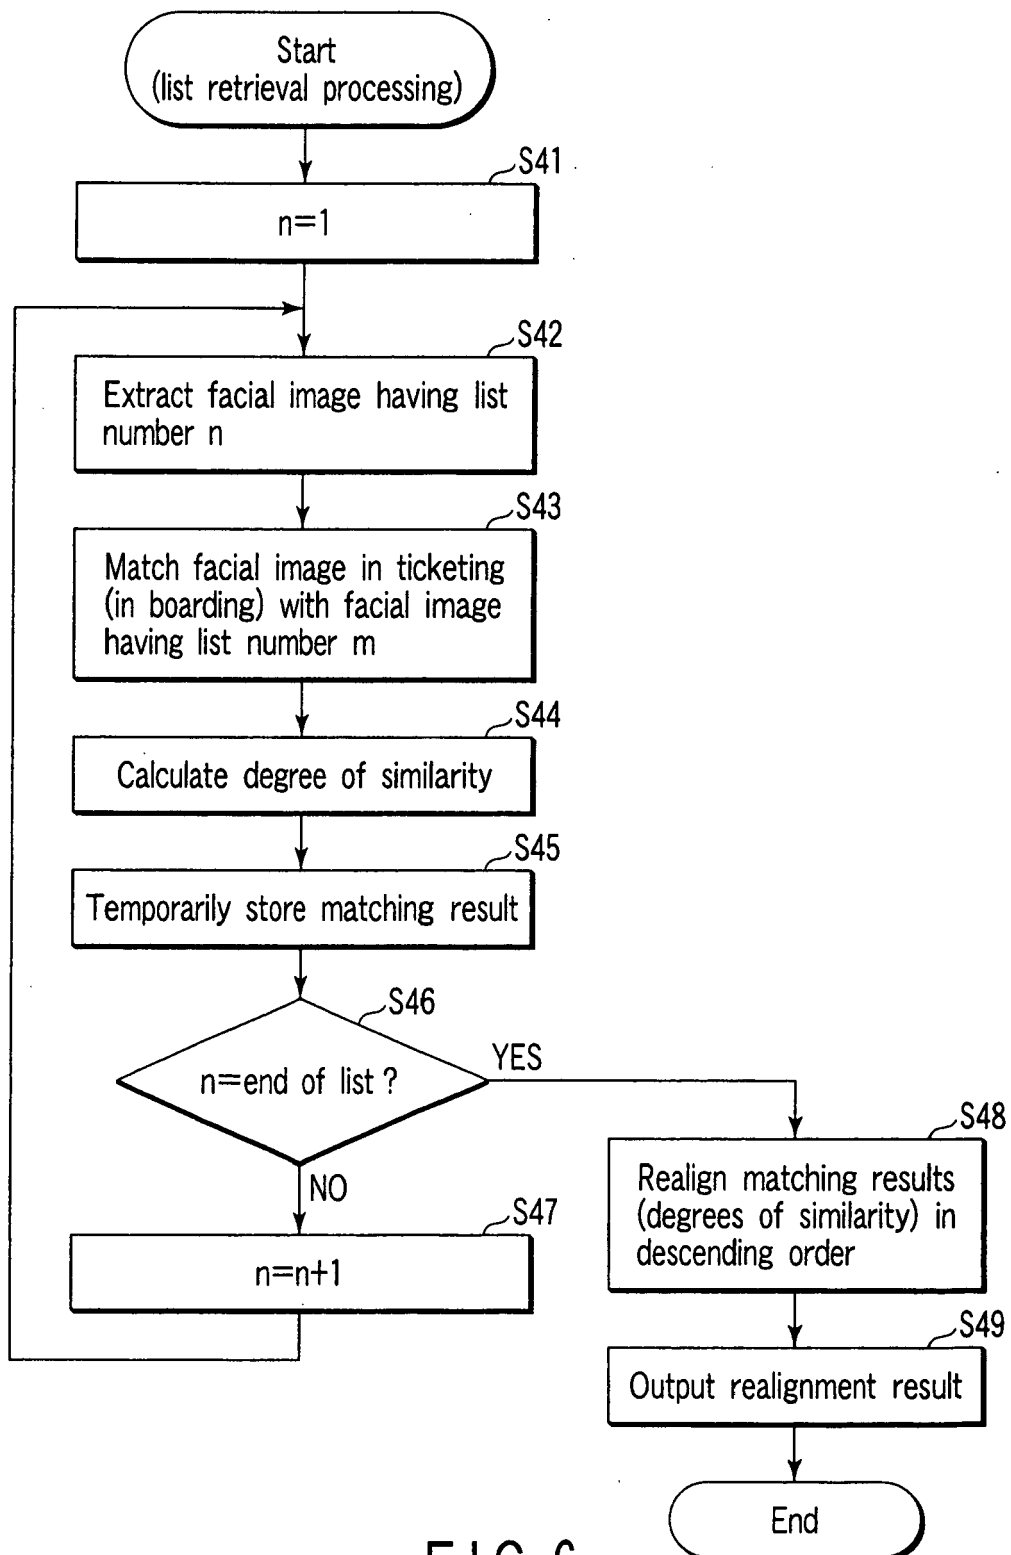 Start
(list retrieval processing)
S41
n=1
S42
Extract facial image having list
number n
S43
Match facial image in ticketing
(in boarding) with facial image
having list number m
S44
Calculate degree of similarity
S45
Temporarily store matching result
S46
n=end of list ?
YES
NO
S47
n=n+1
S48
Realign matching results
(degrees of similarity) in
descending order
S49
Output realignment result
End
FIG. 6